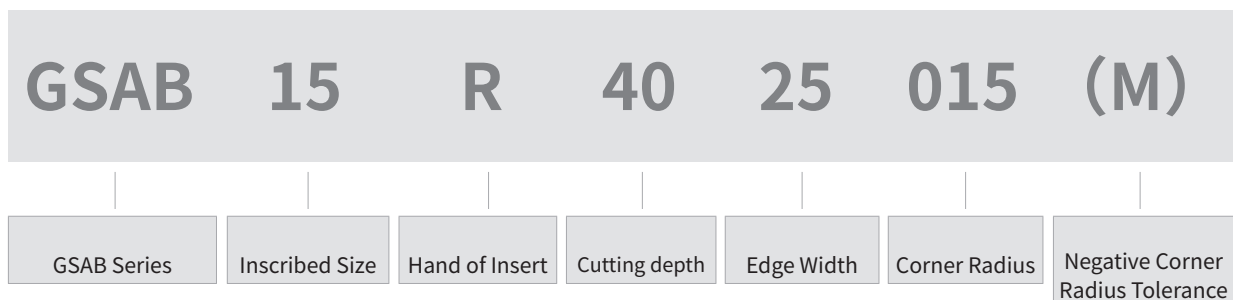 GSAB 15 R 40 25 015 (M)
GSAB Series Inscribed Size Hand of Insert Cutting depth Edge Width Corner Radius Negative Corner
Radius Tolerance